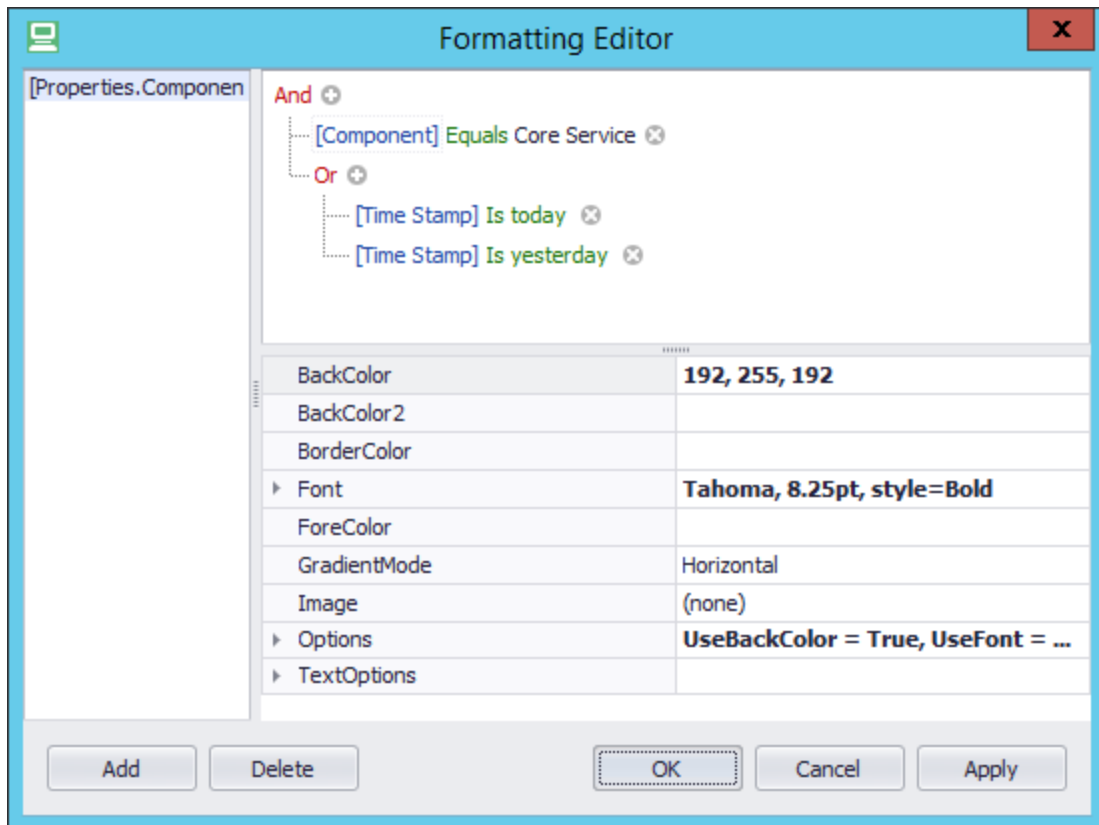 Formatting Editor
x
[Properties.Componen
And
[Component] Equals Core Service
Or
[Time Stamp] Is today
[Time Stamp] Is yesterday
BackColor 192, 255, 192
BackColor2
BorderColor
Font Tahoma, 8.25pt, style=Bold
ForeColor
GradientMode Horizontal
Image (none)
Options UseBackColor = True, UseFont = ...
TextOptions
Add Delete OK Cancel Apply